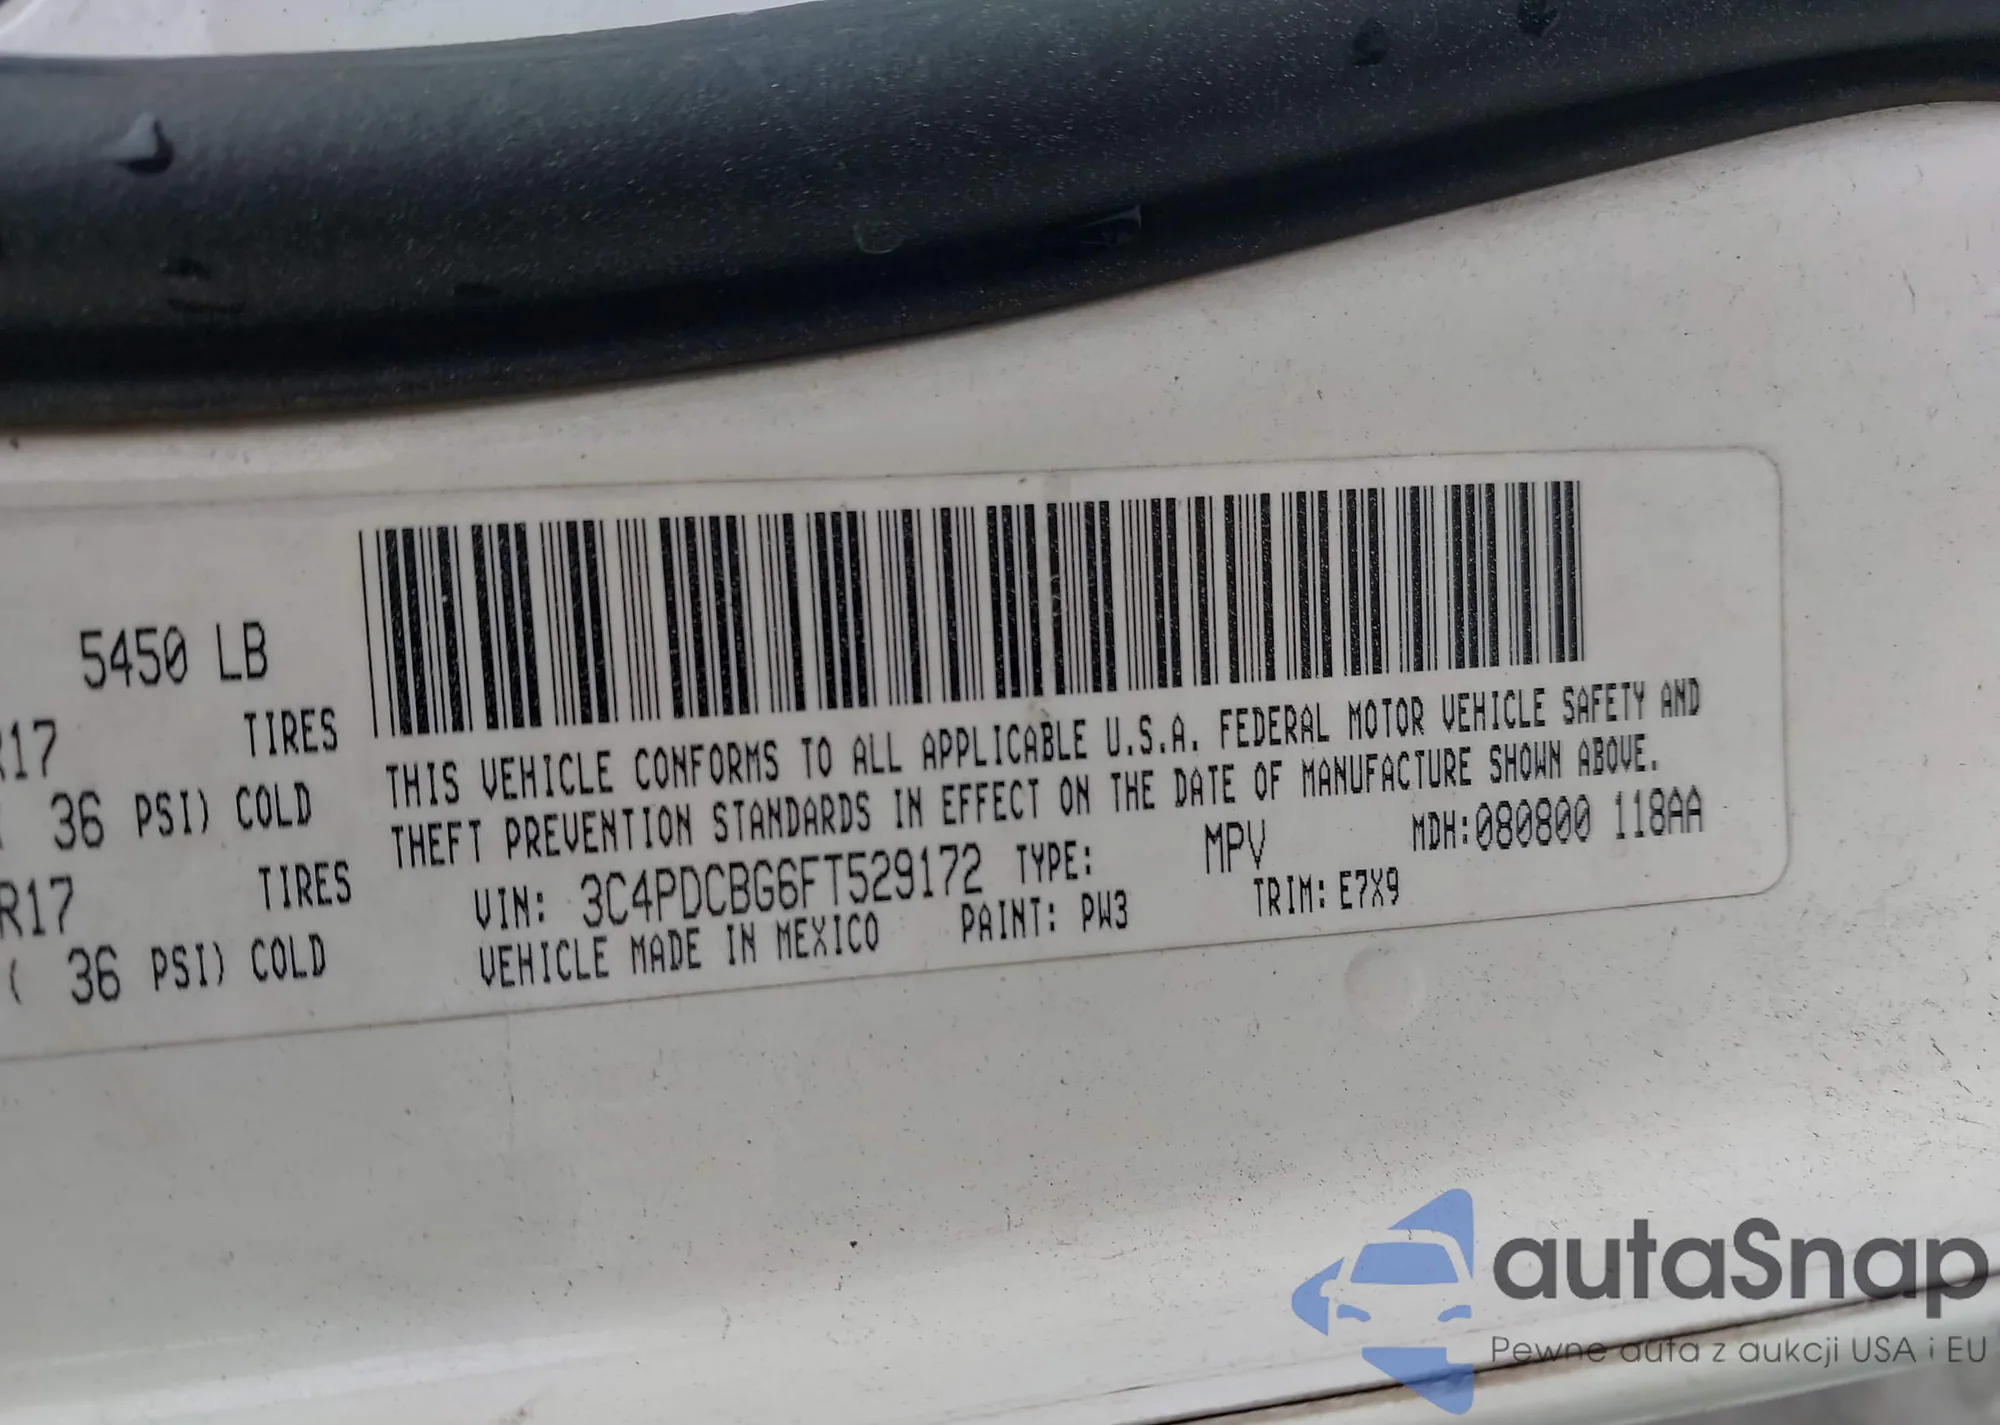 5450 LB
R17 TIRES
36 PSI) COLD
R17 TIRES
( 36 PSI) COLD
THIS VEHICLE CONFORMS TO ALL APPLICABLE U.S.A. FEDERAL MOTOR VEHICLE SAFETY AND
THEFT PREVENTION STANDARDS IN EFFECT ON THE DATE OF MANUFACTURE SHOWN ABOVE.
VIN: 3C4PDCBG6FT529172 TYPE: MPV MDH:080800 118AA
VEHICLE MADE IN MEXICO PAINT: PW3 TRIM: E7X9
autaSnap
Pewne auta z aukcji USA i EU